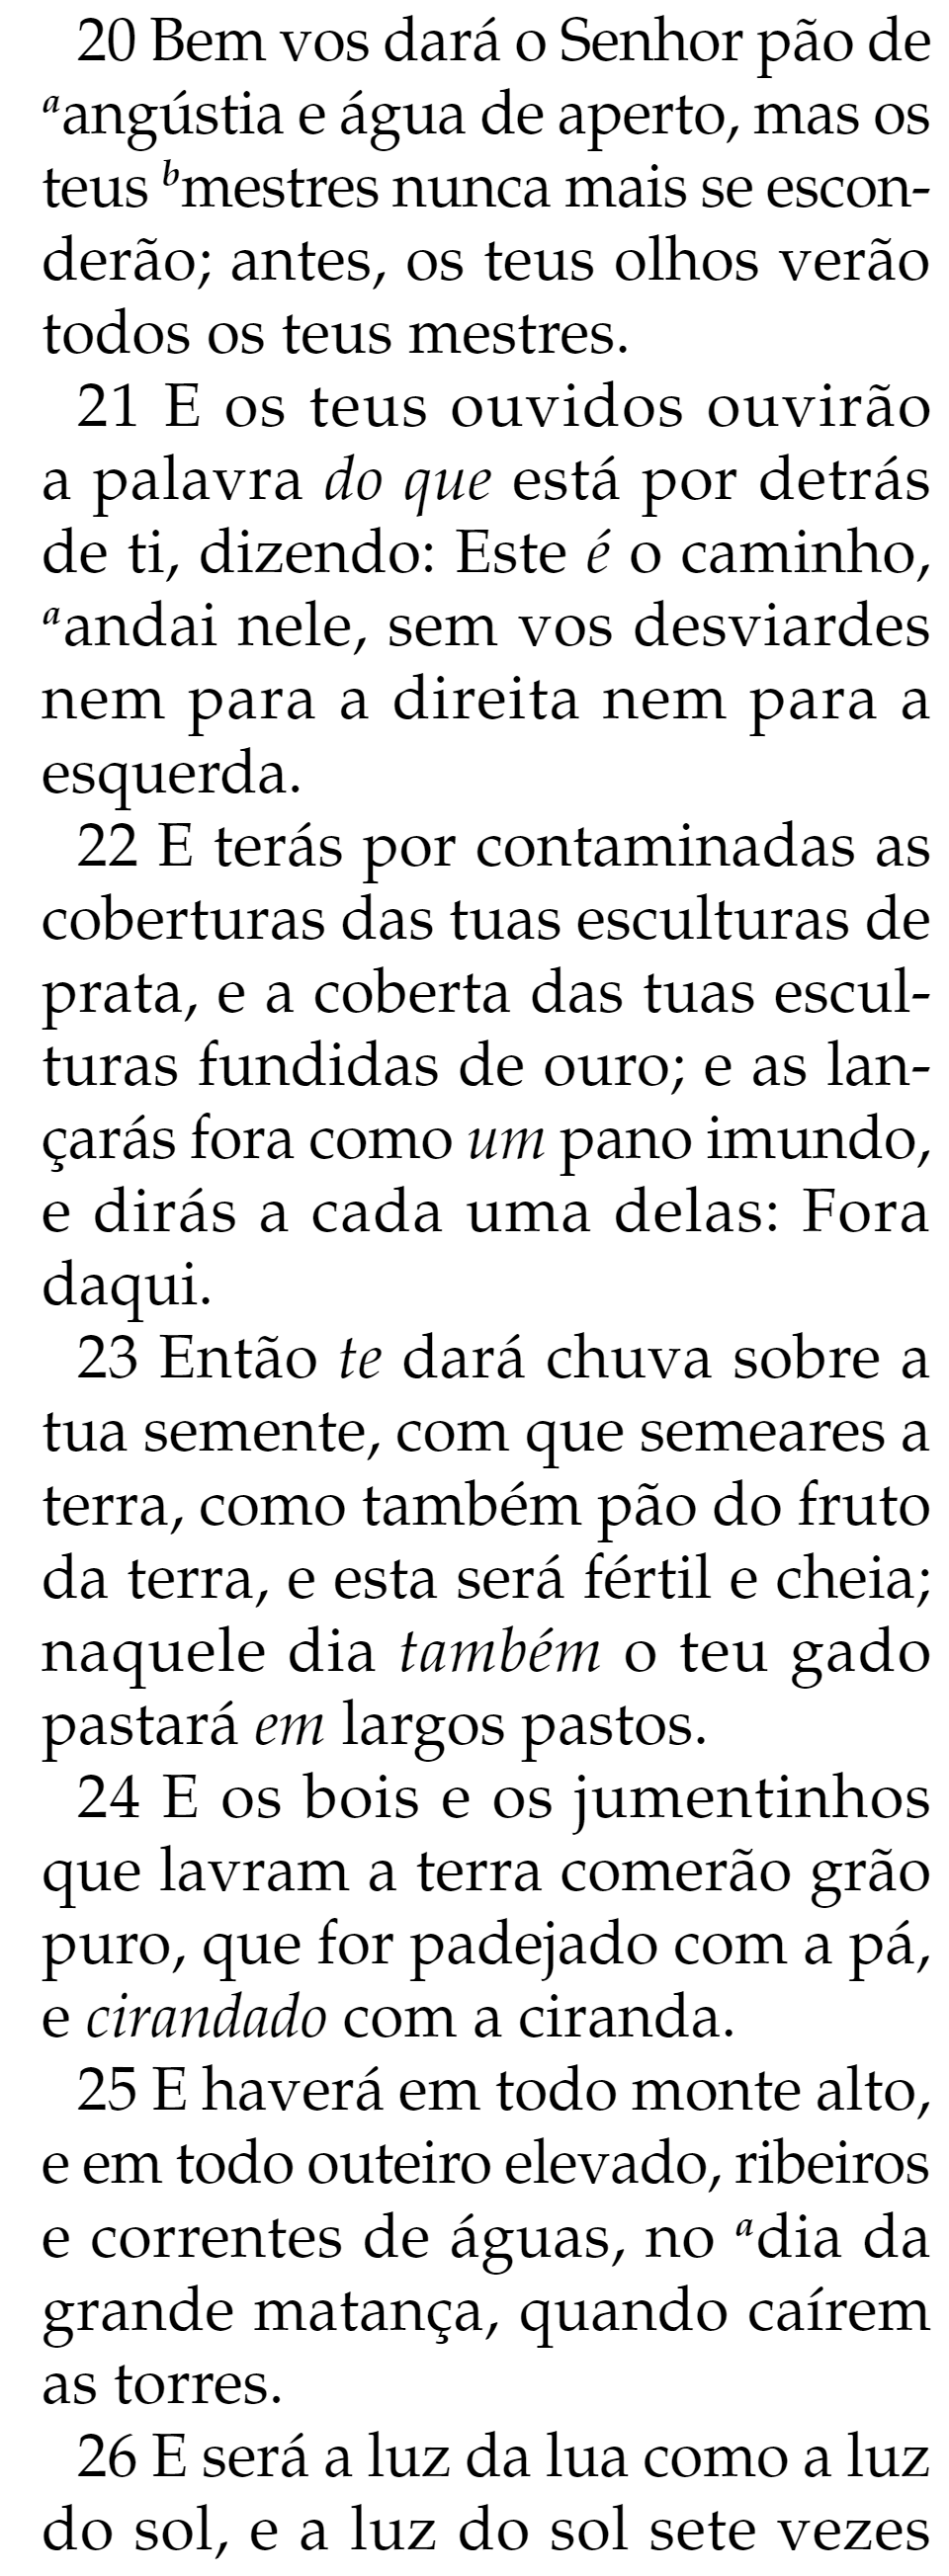 20 Bem vos dará o Senhor pão de
ᵃangústia e água de aperto, mas os
teus ᵇmestres nunca mais se escon-
derão; antes, os teus olhos verão
todos os teus mestres.
21 E os teus ouvidos ouvirão
a palavra do que está por detrás
de ti, dizendo: Este é o caminho,
ᵃandai nele, sem vos desviardes
nem para a direita nem para a
esquerda.
22 E terás por contaminadas as
coberturas das tuas esculturas de
prata, e a coberta das tuas escul-
turas fundidas de ouro; e as lan-
çarás fora como um pano imundo,
e dirás a cada uma delas: Fora
daqui.
23 Então te dará chuva sobre a
tua semente, com que semeares a
terra, como também pão do fruto
da terra, e esta será fértil e cheia;
naquele dia também o teu gado
pastará em largos pastos.
24 E os bois e os jumentinhos
que lavram a terra comerão grão
puro, que for padejado com a pá,
e cirandado com a ciranda.
25 E haverá em todo monte alto,
e em todo outeiro elevado, ribeiros
e correntes de águas, no ᵃdia da
grande matança, quando caírem
as torres.
26 E será a luz da lua como a luz
do sol, e a luz do sol sete vezes